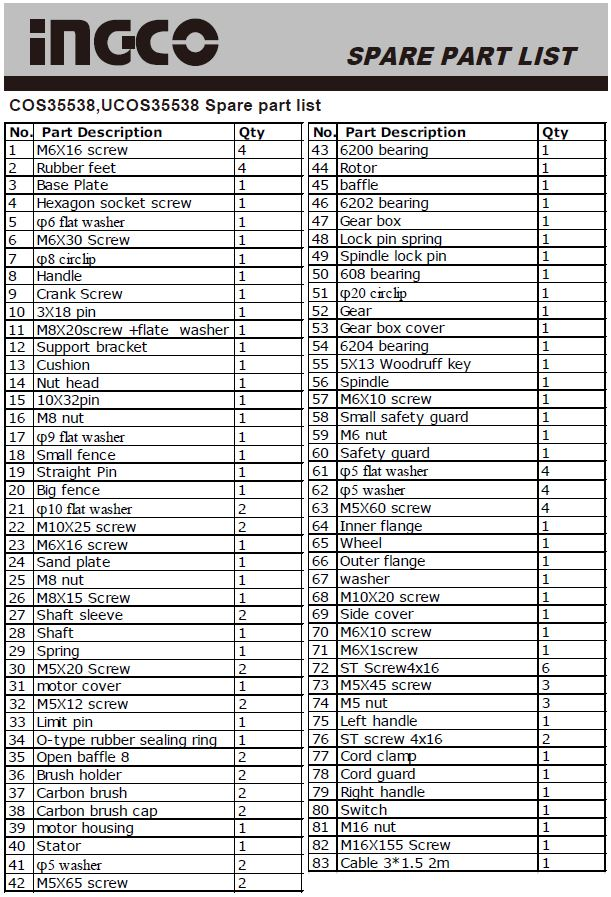 INGCO
SPARE PART LIST
COS35538,UCOS35538 Spare part list
No. Part Description Qty
1 M6X16 screw 4
2 Rubber feet 4
3 Base Plate 1
4 Hexagon socket screw 1
5 φ6 flat washer 1
6 M6X30 Screw 1
7 φ8 circlip 1
8 Handle 1
9 Crank Screw 1
10 3X18 pin 1
11 M8X20screw +flate washer 1
12 Support bracket 1
13 Cushion 1
14 Nut head 1
15 10X32pin 1
16 M8 nut 1
17 φ9 flat washer 1
18 Small fence 1
19 Straight Pin 1
20 Big fence 1
21 φ10 flat washer 2
22 M10X25 screw 2
23 M6X16 screw 1
24 Sand plate 1
25 M8 nut 1
26 M8X15 Screw 1
27 Shaft sleeve 2
28 Shaft 1
29 Spring 1
30 M5X20 Screw 2
31 motor cover 1
32 M5X12 screw 2
33 Limit pin 1
34 O-type rubber sealing ring 1
35 Open baffle 8 2
36 Brush holder 2
37 Carbon brush 2
38 Carbon brush cap 2
39 motor housing 1
40 Stator 1
41 φ5 washer 2
42 M5X65 screw 2
No. Part Description Qty
43 6200 bearing 1
44 Rotor 1
45 baffle 1
46 6202 bearing 1
47 Gear box 1
48 Lock pin spring 1
49 Spindle lock pin 1
50 608 bearing 1
51 φ20 circlip 1
52 Gear 1
53 Gear box cover 1
54 6204 bearing 1
55 5X13 Woodruff key 1
56 Spindle 1
57 M6X10 screw 1
58 Small safety guard 1
59 M6 nut 1
60 Safety guard 1
61 φ5 flat washer 4
62 φ5 washer 4
63 M5X60 screw 4
64 Inner flange 1
65 Wheel 1
66 Outer flange 1
67 washer 1
68 M10X20 screw 1
69 Side cover 1
70 M6X10 screw 1
71 M6X1screw 1
72 ST Screw4x16 6
73 M5X45 screw 3
74 M5 nut 3
75 Left handle 1
76 ST screw 4x16 2
77 Cord clamp 1
78 Cord guard 1
79 Right handle 1
80 Switch 1
81 M16 nut 1
82 M16X155 Screw 1
83 Cable 3*1.5 2m 1